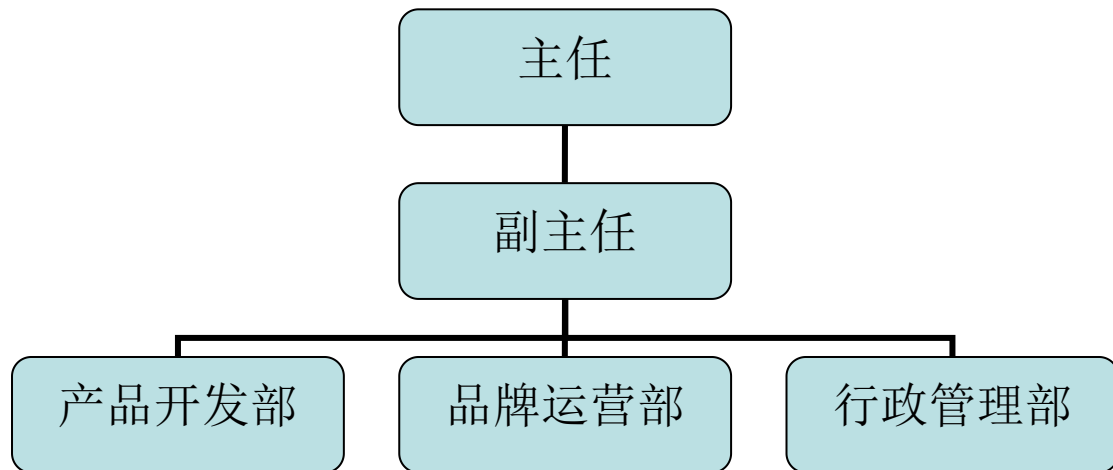 主任
副主任
产品开发部
品牌运营部
行政管理部